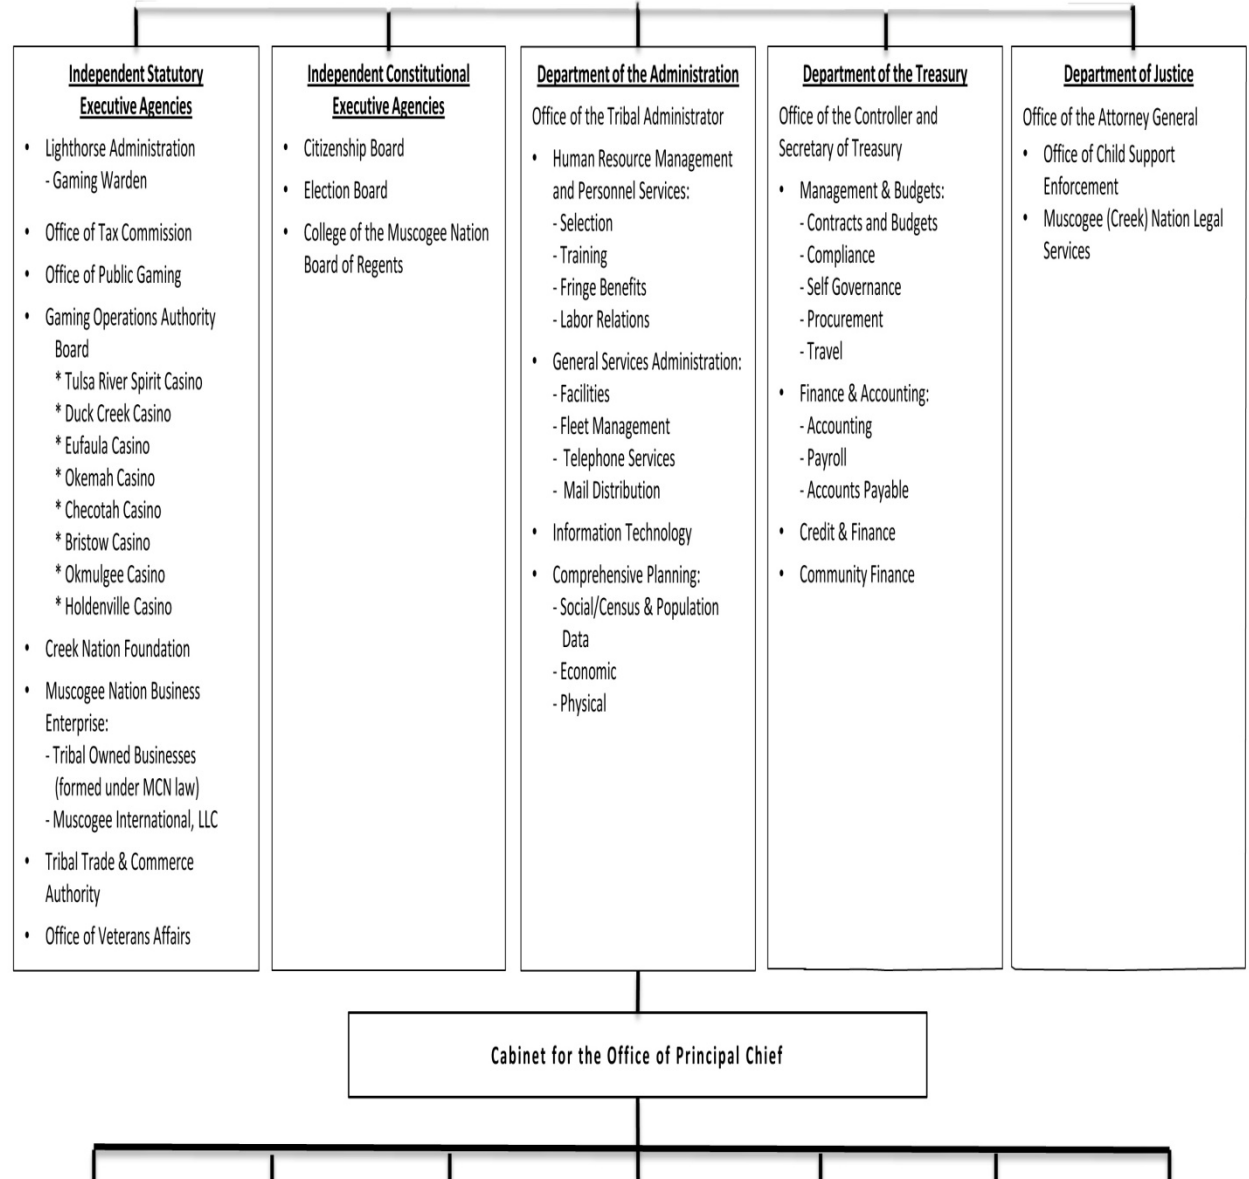 Independent Statutory
Executive Agencies
• Lighthorse Administration
- Gaming Warden
• Office of Tax Commission
• Office of Public Gaming
• Gaming Operations Authority
Board
* Tulsa River Spirit Casino
* Duck Creek Casino
* Eufaula Casino
* Okemah Casino
* Checotah Casino
* Bristow Casino
* Okmulgee Casino
* Holdenville Casino
• Creek Nation Foundation
• Muscogee Nation Business
Enterprise:
- Tribal Owned Businesses
(formed under MCN law)
- Muscogee International, LLC
• Tribal Trade & Commerce
Authority
• Office of Veterans Affairs
Independent Constitutional
Executive Agencies
• Citizenship Board
• Election Board
• College of the Muscogee Nation
Board of Regents
Department of the Administration
Office of the Tribal Administrator
• Human Resource Management
and Personnel Services:
- Selection
- Training
- Fringe Benefits
- Labor Relations
• General Services Administration:
- Facilities
- Fleet Management
- Telephone Services
- Mail Distribution
• Information Technology
• Comprehensive Planning:
- Social/Census & Population
Data
- Economic
- Physical
Department of the Treasury
Office of the Controller and
Secretary of Treasury
• Management & Budgets:
- Contracts and Budgets
- Compliance
- Self Governance
- Procurement
- Travel
• Finance & Accounting:
- Accounting
- Payroll
- Accounts Payable
• Credit & Finance
• Community Finance
Department of Justice
Office of the Attorney General
• Office of Child Support
Enforcement
• Muscogee (Creek) Nation Legal
Services
Cabinet for the Office of Principal Chief